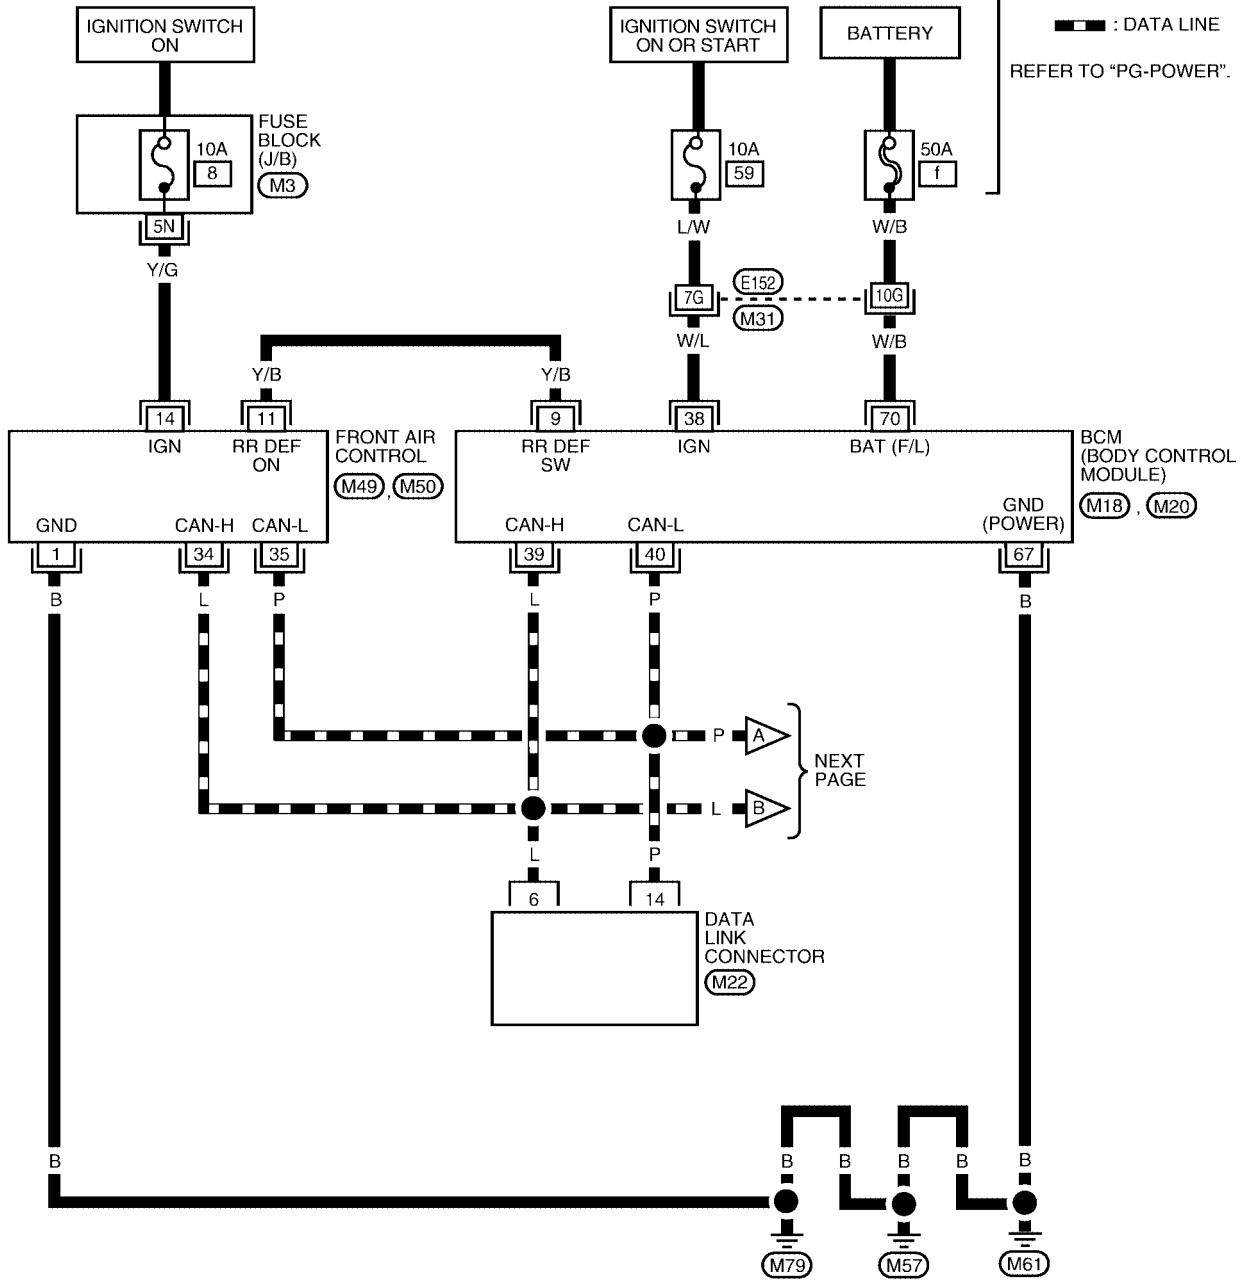 IGNITION SWITCH
ON
IGNITION SWITCH
ON OR START
BATTERY
: DATA LINE
REFER TO “PG-POWER”.
FUSE
BLOCK
(J/B)
M3
10A
8
10A
59
50A
f
5N
Y/G
L/W
W/B
7G
E152
M31
10G
W/L
W/B
Y/B
Y/B
14
11
9
38
70
IGN
RR DEF
ON
FRONT AIR
CONTROL
M49 , M50
RR DEF
SW
IGN
BAT (F/L)
BCM
(BODY CONTROL
MODULE)
M18 , M20
GND
CAN-H
CAN-L
CAN-H
CAN-L
GND
(POWER)
1
34
35
39
40
67
B
L
P
L
P
B
P
A
L
B
NEXT
PAGE
L
P
6
14
DATA
LINK
CONNECTOR
M22
B
B
B
B
B
B
M79
M57
M61